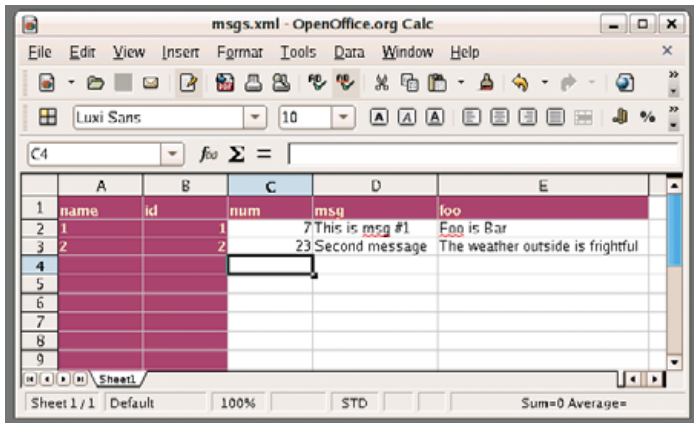 msgs.xml - OpenOffice.org Calc
File Edit View Insert Format Tools Data Window Help
Luxi Sans 10
C4 f(x) Σ =
A B C D E
1 name id num msg foo
2 1 1 7 This is msg #1 Foo is Bar
3 2 2 23 Second message The weather outside is frightful
4
5
6
7
8
9
Sheet1
Sheet 1 / 1 Default 100% STD Sum=0 Average=